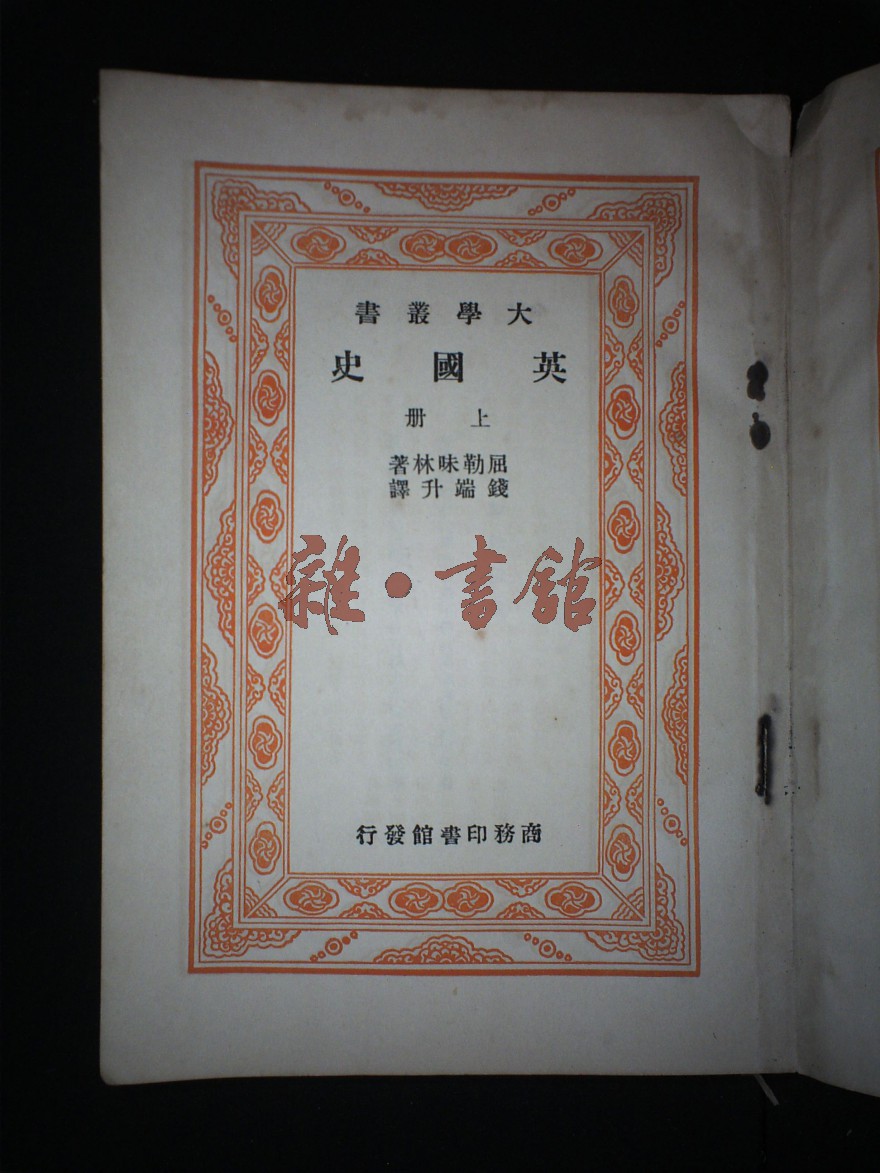 大學叢書
英國史
上册
屈勒味林著
錢端升譯
雜·書館
商務印書館發行